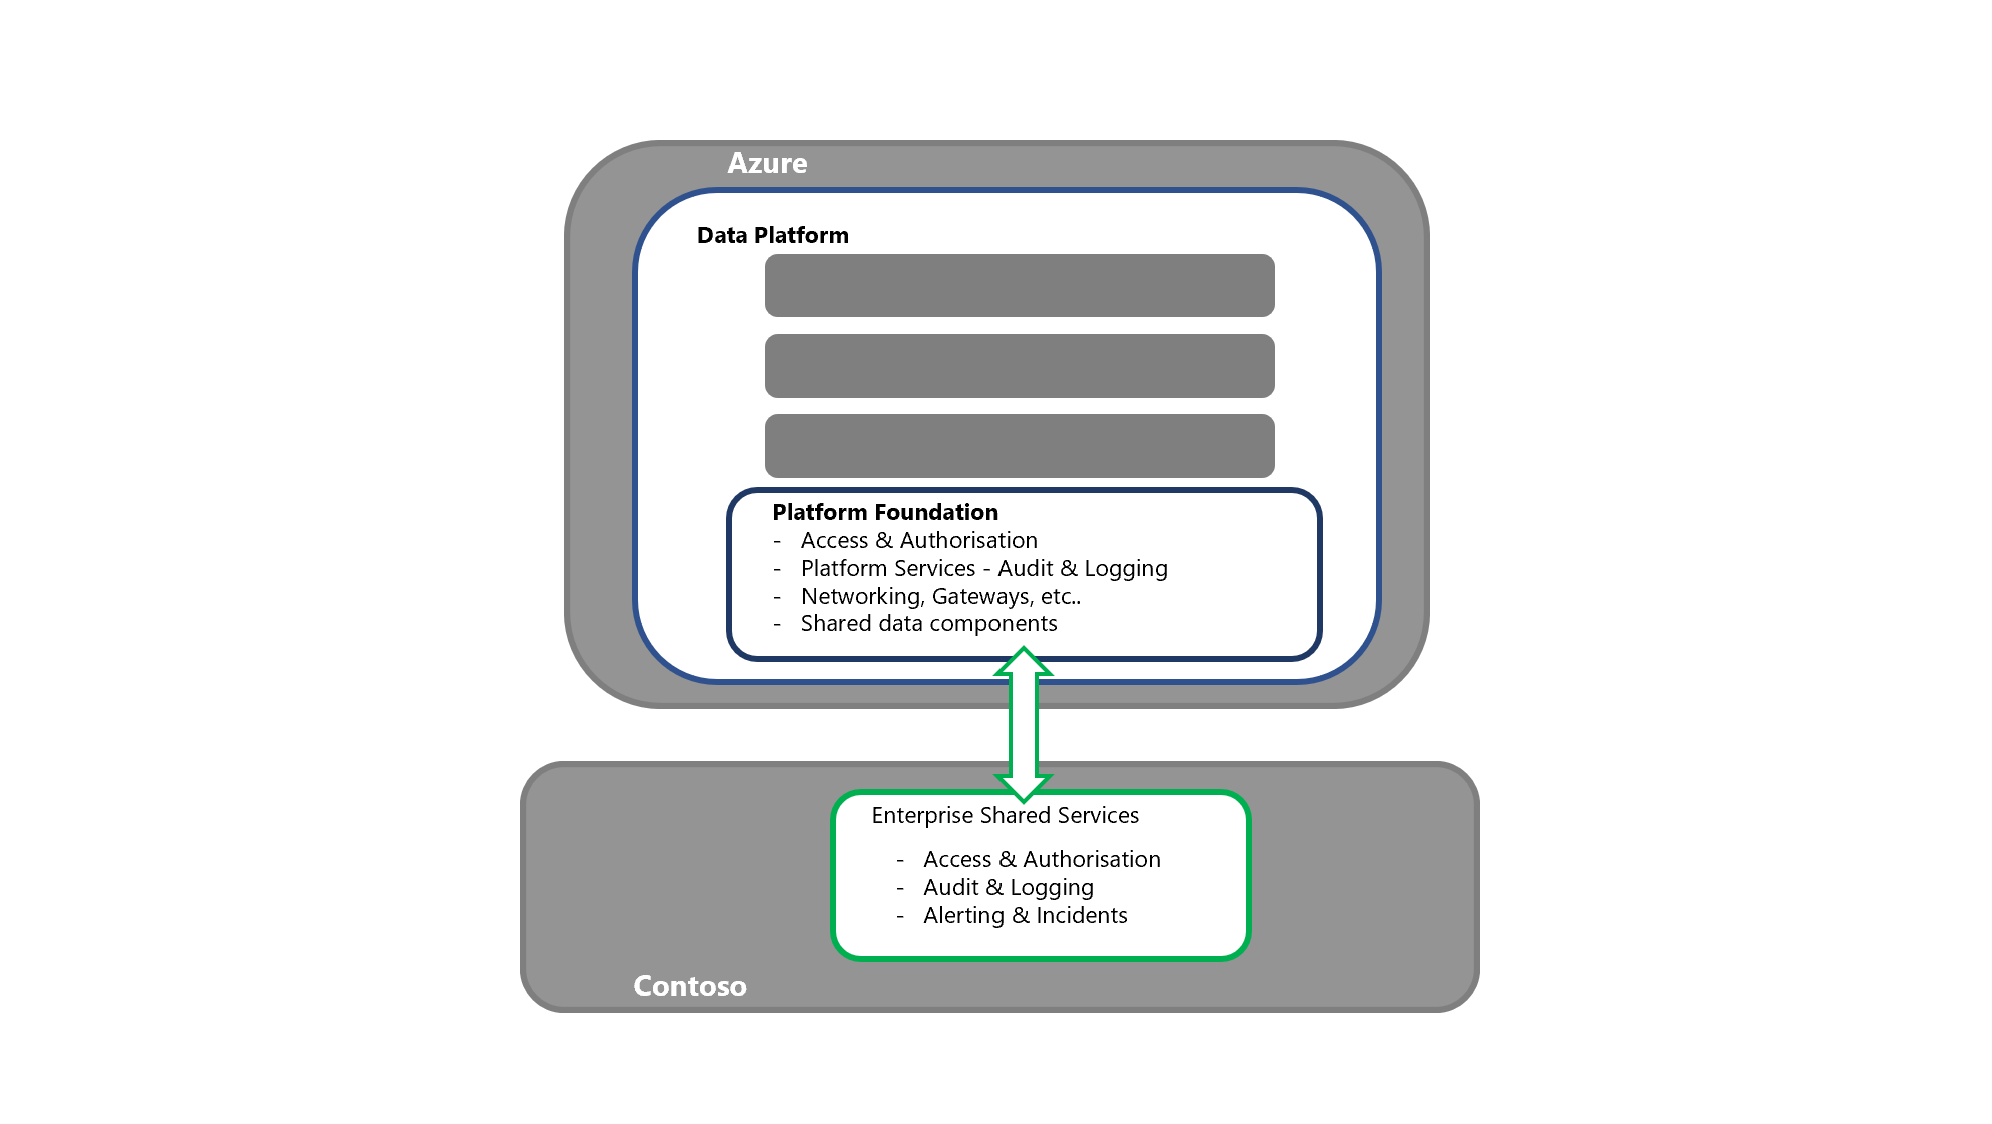 Azure
Data Platform
Platform Foundation
- Access & Authorisation
- Platform Services - Audit & Logging
- Networking, Gateways, etc..
- Shared data components
Enterprise Shared Services
- Access & Authorisation
- Audit & Logging
- Alerting & Incidents
Contoso